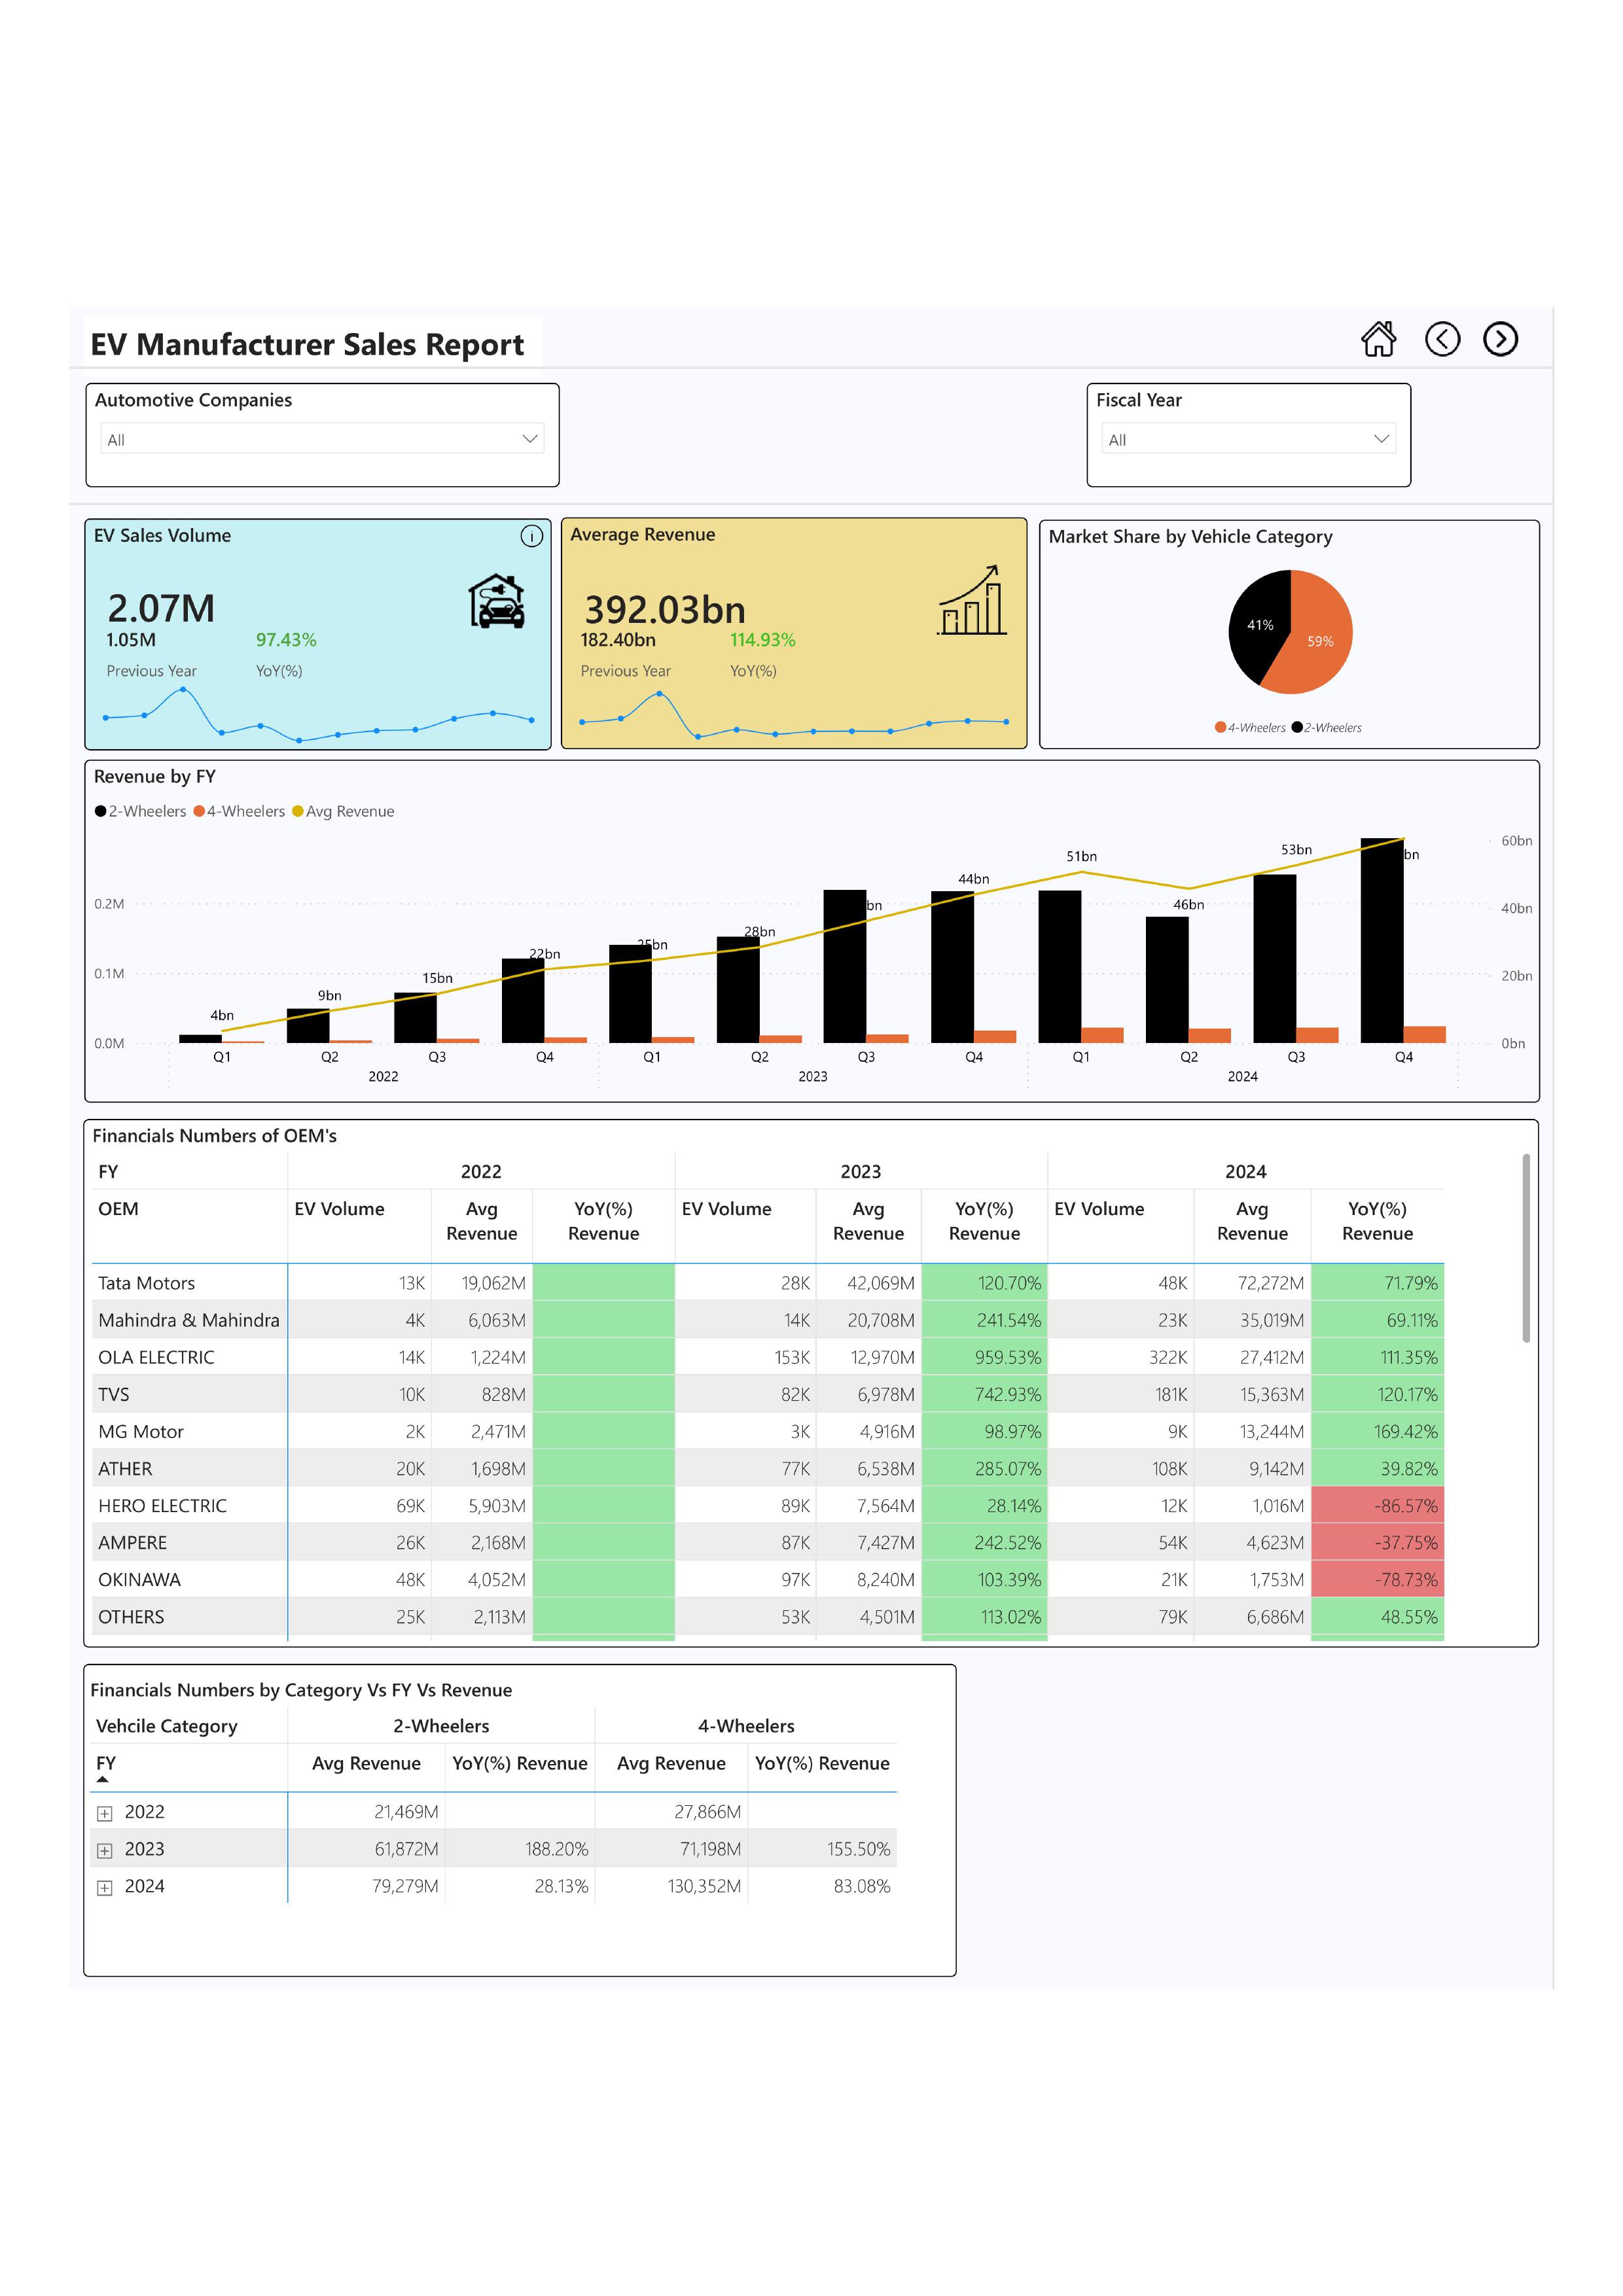 EV Manufacturer Sales Report
Automotive Companies
All
Fiscal Year
All
EV Sales Volume
2.07M
1.05M 97.43%
Previous Year YoY(%)
Average Revenue
392.03bn
182.40bn 114.93%
Previous Year YoY(%)
Market Share by Vehicle Category
41%
59%
4-Wheelers 2-Wheelers
Revenue by FY
2-Wheelers 4-Wheelers Avg Revenue
0.2M
0.1M
0.0M
4bn
9bn
15bn
22bn
25bn
28bn
bn
44bn
51bn
46bn
53bn
bn
60bn
40bn
20bn
0bn
Q1 Q2 Q3 Q4 Q1 Q2 Q3 Q4 Q1 Q2 Q3 Q4
2022 2023 2024
Financials Numbers of OEM's
FY 2022 2023 2024
OEM EV Volume Avg Revenue YoY(%) Revenue EV Volume Avg Revenue YoY(%) Revenue EV Volume Avg Revenue YoY(%) Revenue
Tata Motors 13K 19,062M 28K 42,069M 120.70% 48K 72,272M 71.79%
Mahindra & Mahindra 4K 6,063M 14K 20,708M 241.54% 23K 35,019M 69.11%
OLA ELECTRIC 14K 1,224M 153K 12,970M 959.53% 322K 27,412M 111.35%
TVS 10K 828M 82K 6,978M 742.93% 181K 15,363M 120.17%
MG Motor 2K 2,471M 3K 4,916M 98.97% 9K 13,244M 169.42%
ATHER 20K 1,698M 77K 6,538M 285.07% 108K 9,142M 39.82%
HERO ELECTRIC 69K 5,903M 89K 7,564M 28.14% 12K 1,016M -86.57%
AMPERE 26K 2,168M 87K 7,427M 242.52% 54K 4,623M -37.75%
OKINAWA 48K 4,052M 97K 8,240M 103.39% 21K 1,753M -78.73%
OTHERS 25K 2,113M 53K 4,501M 113.02% 79K 6,686M 48.55%
Financials Numbers by Category Vs FY Vs Revenue
Vehcile Category 2-Wheelers 4-Wheelers
FY Avg Revenue YoY(%) Revenue Avg Revenue YoY(%) Revenue
2022 21,469M 27,866M
2023 61,872M 188.20% 71,198M 155.50%
2024 79,279M 28.13% 130,352M 83.08%